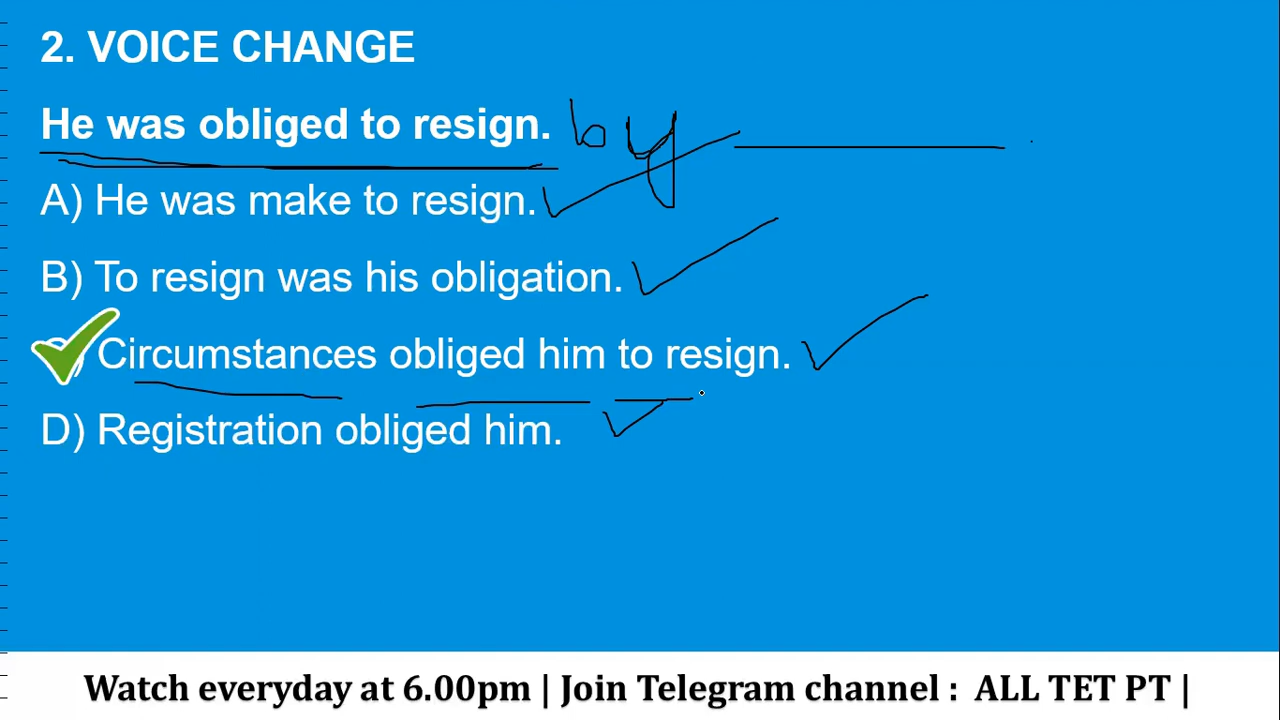 2. VOICE CHANGE
He was obliged to resign. by
A) He was make to resign.
B) To resign was his obligation.
Circumstances obliged him to resign.
D) Registration obliged him.
Watch everyday at 6.00pm | Join Telegram channel : ALL TET PT |